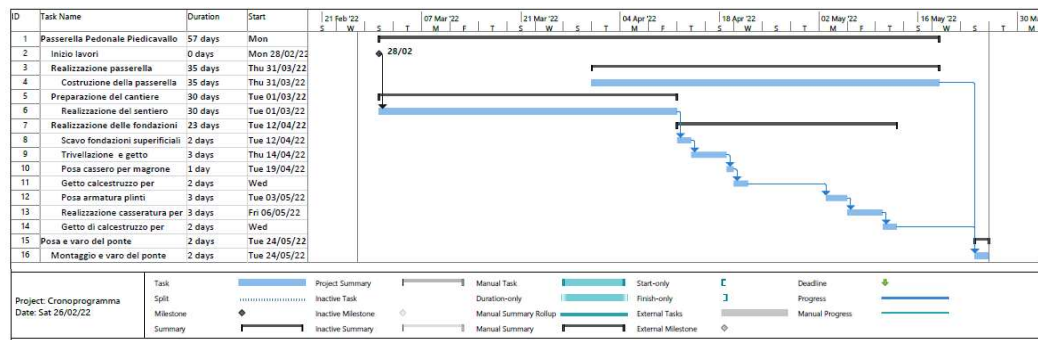 ID Task Name Duration Start 21 Feb '22 07 Mar '22 21 Mar '22 04 Apr '22 18 Apr '22 02 May '22 16 May '22 30 Ma
S W S T M F T S W S T M F T S W S T M
1 Passerella Pedonale Piedicavallo 57 days Mon
2 Inizio lavori 0 days Mon 28/02/22 28/02
3 Realizzazione passerella 35 days Thu 31/03/22
4 Costruzione della passerella 35 days Thu 31/03/22
5 Preparazione del cantiere 30 days Tue 01/03/22
6 Realizzazione del sentiero 30 days Tue 01/03/22
7 Realizzazione delle fondazioni 23 days Tue 12/04/22
8 Scavo fondazioni superificiali 2 days Tue 12/04/22
9 Trivellazione e getto 3 days Thu 14/04/22
10 Posa cassero per magrone 1 day Tue 19/04/22
11 Getto calcestruzzo per 2 days Wed
12 Posa armatura plinti 3 days Tue 03/05/22
13 Realizzazione casseratura per 3 days Fri 06/05/22
14 Getto di calcestruzzo per 2 days Wed
15 Posa e varo del ponte 2 days Tue 24/05/22
16 Montaggio e varo del ponte 2 days Tue 24/05/22
Project: Cronoprogramma
Date: Sat 26/02/22
Task Project Summary Manual Task Start-only Deadline
Split Inactive Task Duration-only Finish-only Progress
Milestone Inactive Milestone Manual Summary Rollup External Tasks Manual Progress
Summary Inactive Summary Manual Summary External Milestone